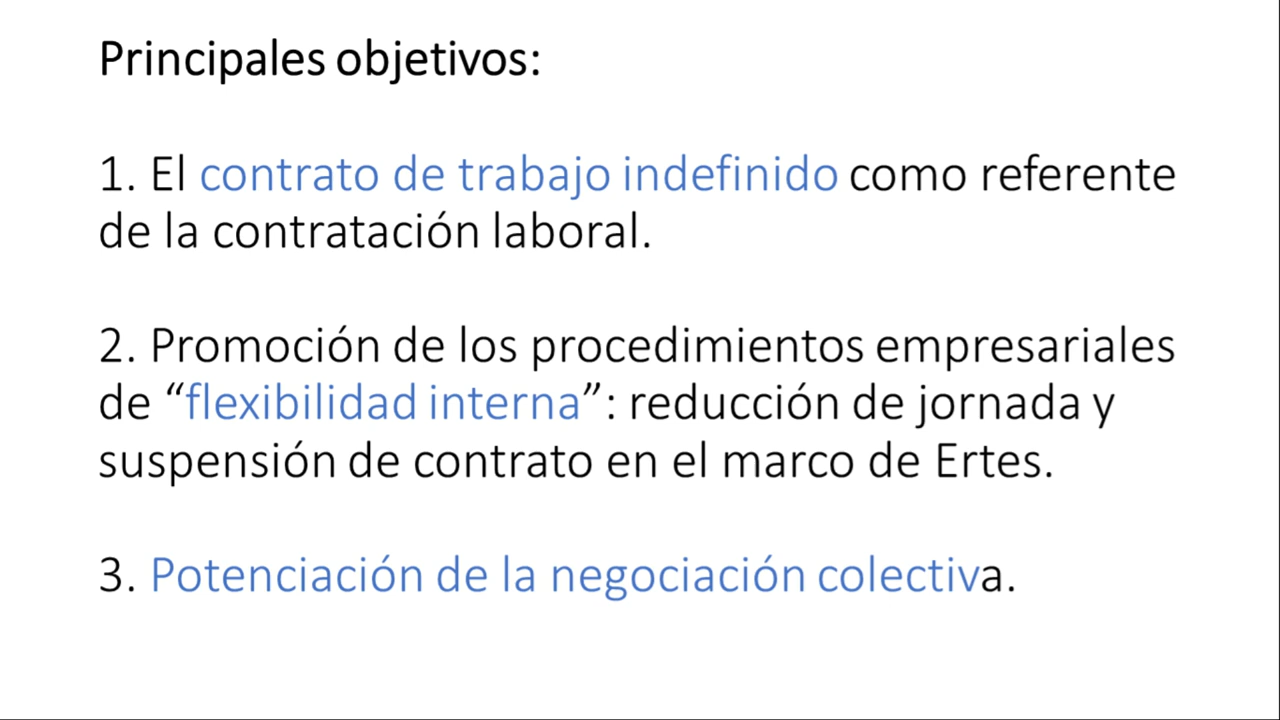 Principales objetivos:
1. El contrato de trabajo indefinido como referente
de la contratación laboral.
2. Promoción de los procedimientos empresariales
de “flexibilidad interna”: reducción de jornada y
suspensión de contrato en el marco de Ertes.
3. Potenciación de la negociación colectiva.